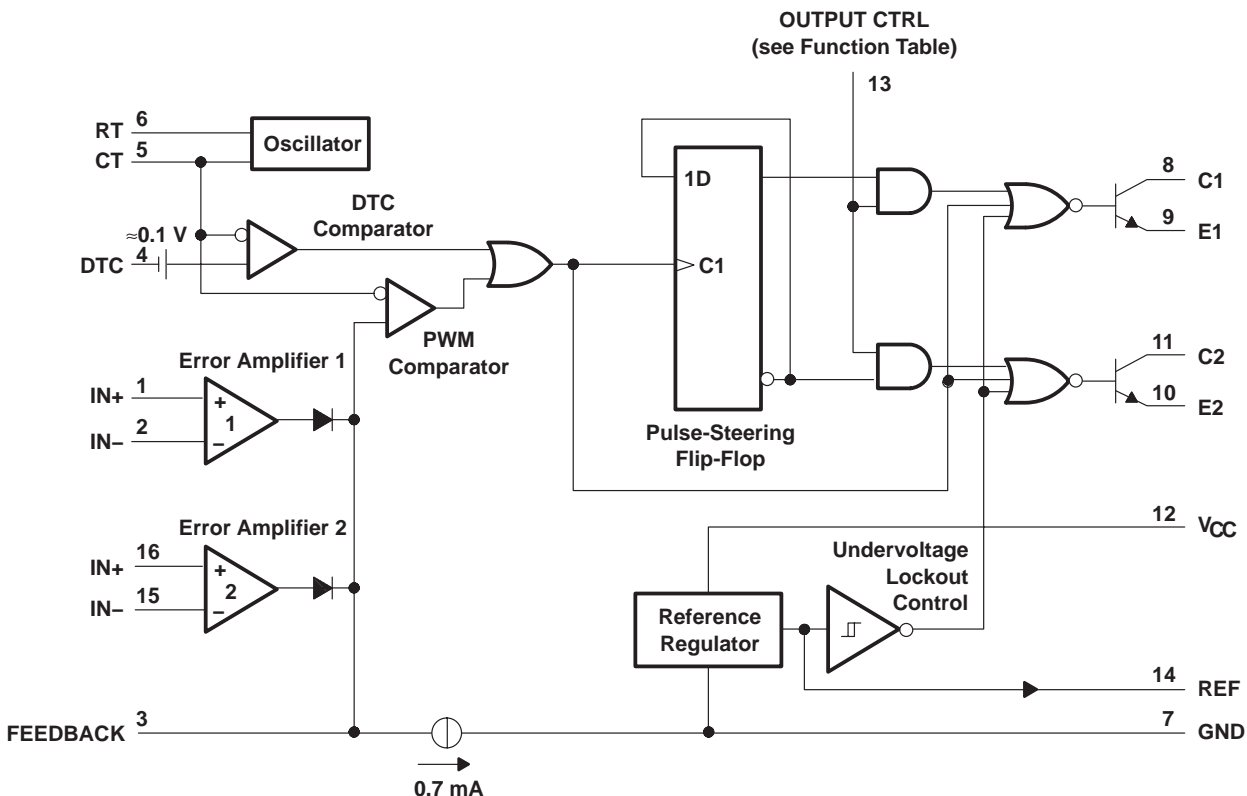 OUTPUT CTRL
(see Function Table)
13
RT 6
CT 5
Oscillator
DTC
Comparator
≈0.1 V
DTC 4
PWM
Comparator
1D
C1
Pulse-Steering
Flip-Flop
8 C1
9 E1
11 C2
10 E2
Error Amplifier 1
IN+ 1
IN− 2
+
1
−
Error Amplifier 2
IN+ 16
IN− 15
+
2
−
12 VCC
Undervoltage
Lockout
Control
Reference
Regulator
14 REF
7 GND
FEEDBACK 3
0.7 mA